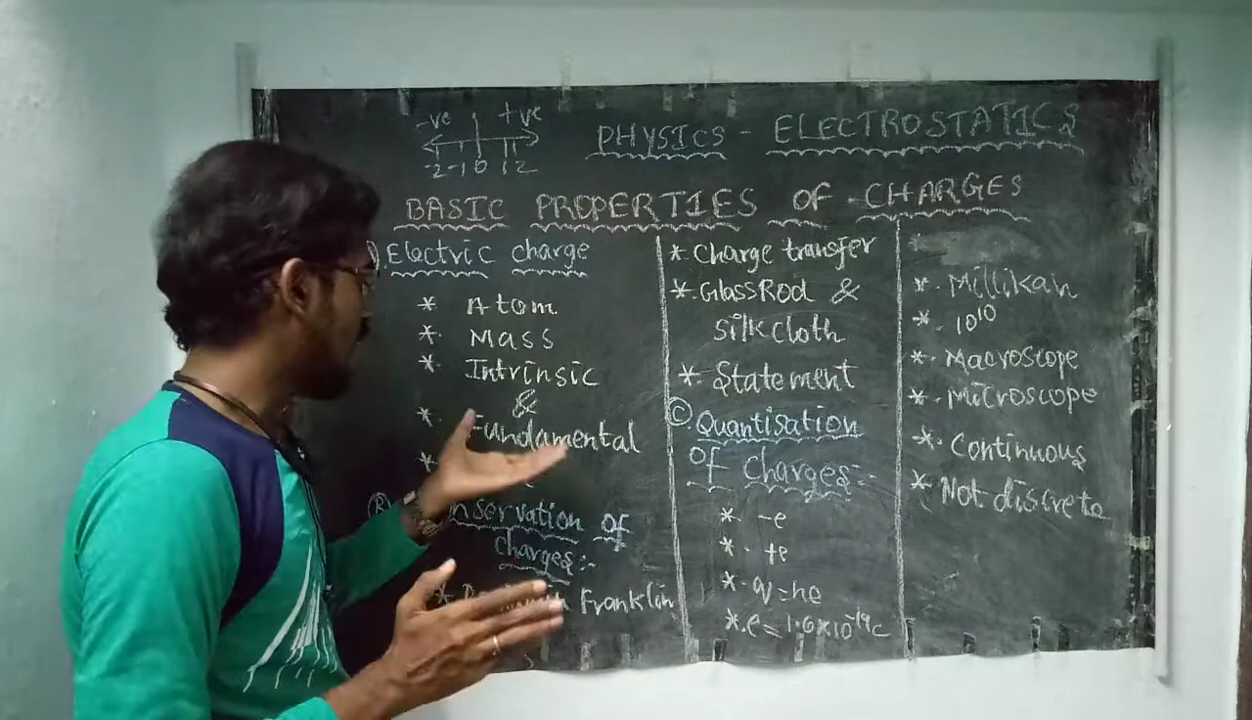 -ve +ve
-2 -1 0 1 2
PHYSICS - ELECTROSTATICS
BASIC PROPERTIES OF CHARGES
Electric charge
* Atom
* Mass
* Intrinsic
&
* Fundamental
*
nservation of
charges:-
* Franklin
* Charge transfer
* Glass Rod &
Silk cloth
* Statement
(C) Quantisation
of charges:-
* -e
* +e
* q=ne
* e=1.6×10⁻¹⁹C
* Millikan
* 10¹⁰
* Macroscope
* Microscope
* Continuous
* Not discrete